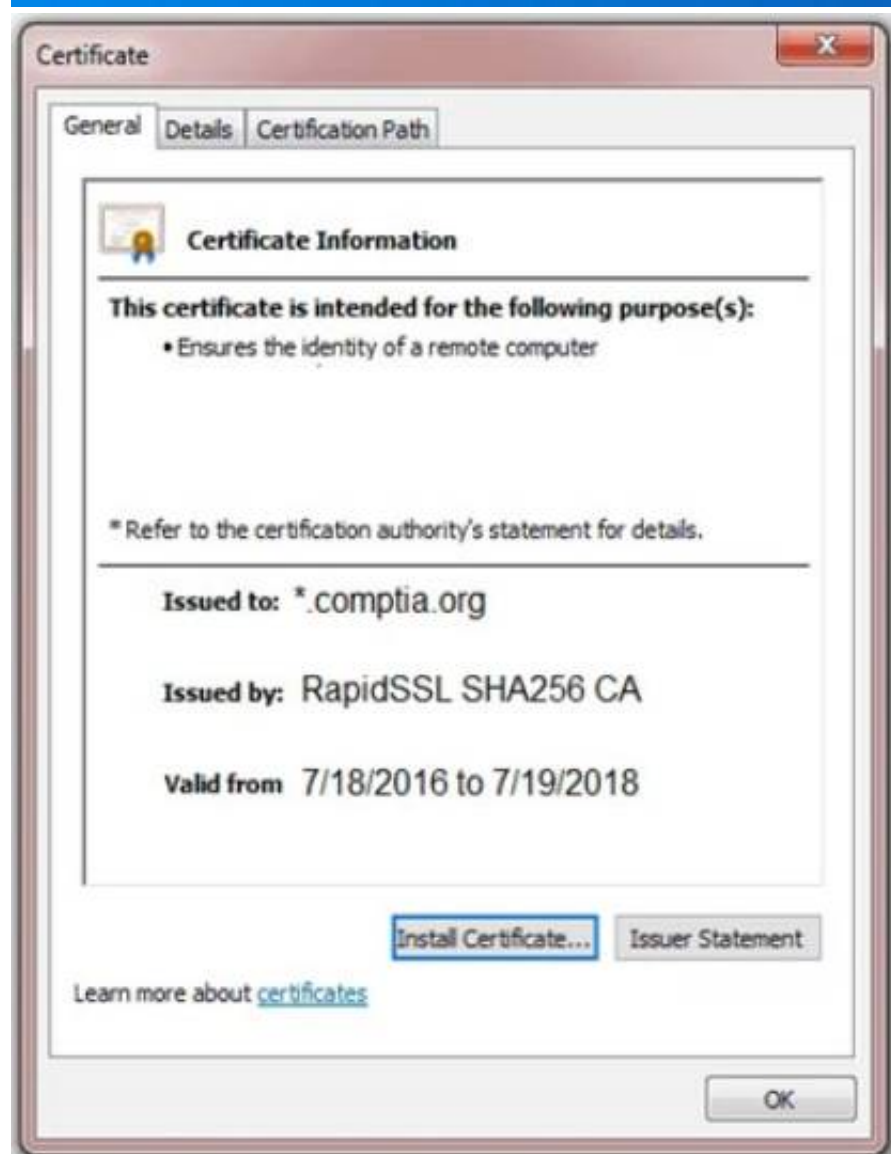 Certificate
General Details Certification Path
Certificate Information
This certificate is intended for the following purpose(s):
• Ensures the identity of a remote computer
* Refer to the certification authority's statement for details.
Issued to: *.comptia.org
Issued by: RapidSSL SHA256 CA
Valid from 7/18/2016 to 7/19/2018
Install Certificate... Issuer Statement
Learn more about certificates
OK